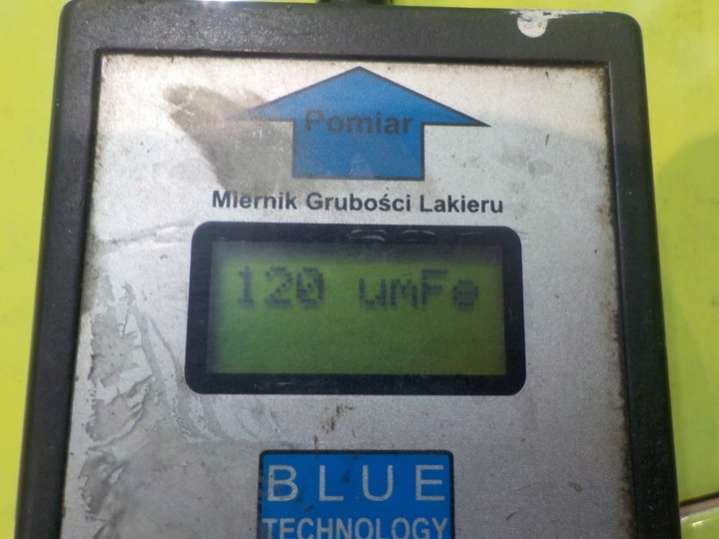 Pomiar
Miernik Grubości Lakieru
120 umFe
BLUE
TECHNOLOGY